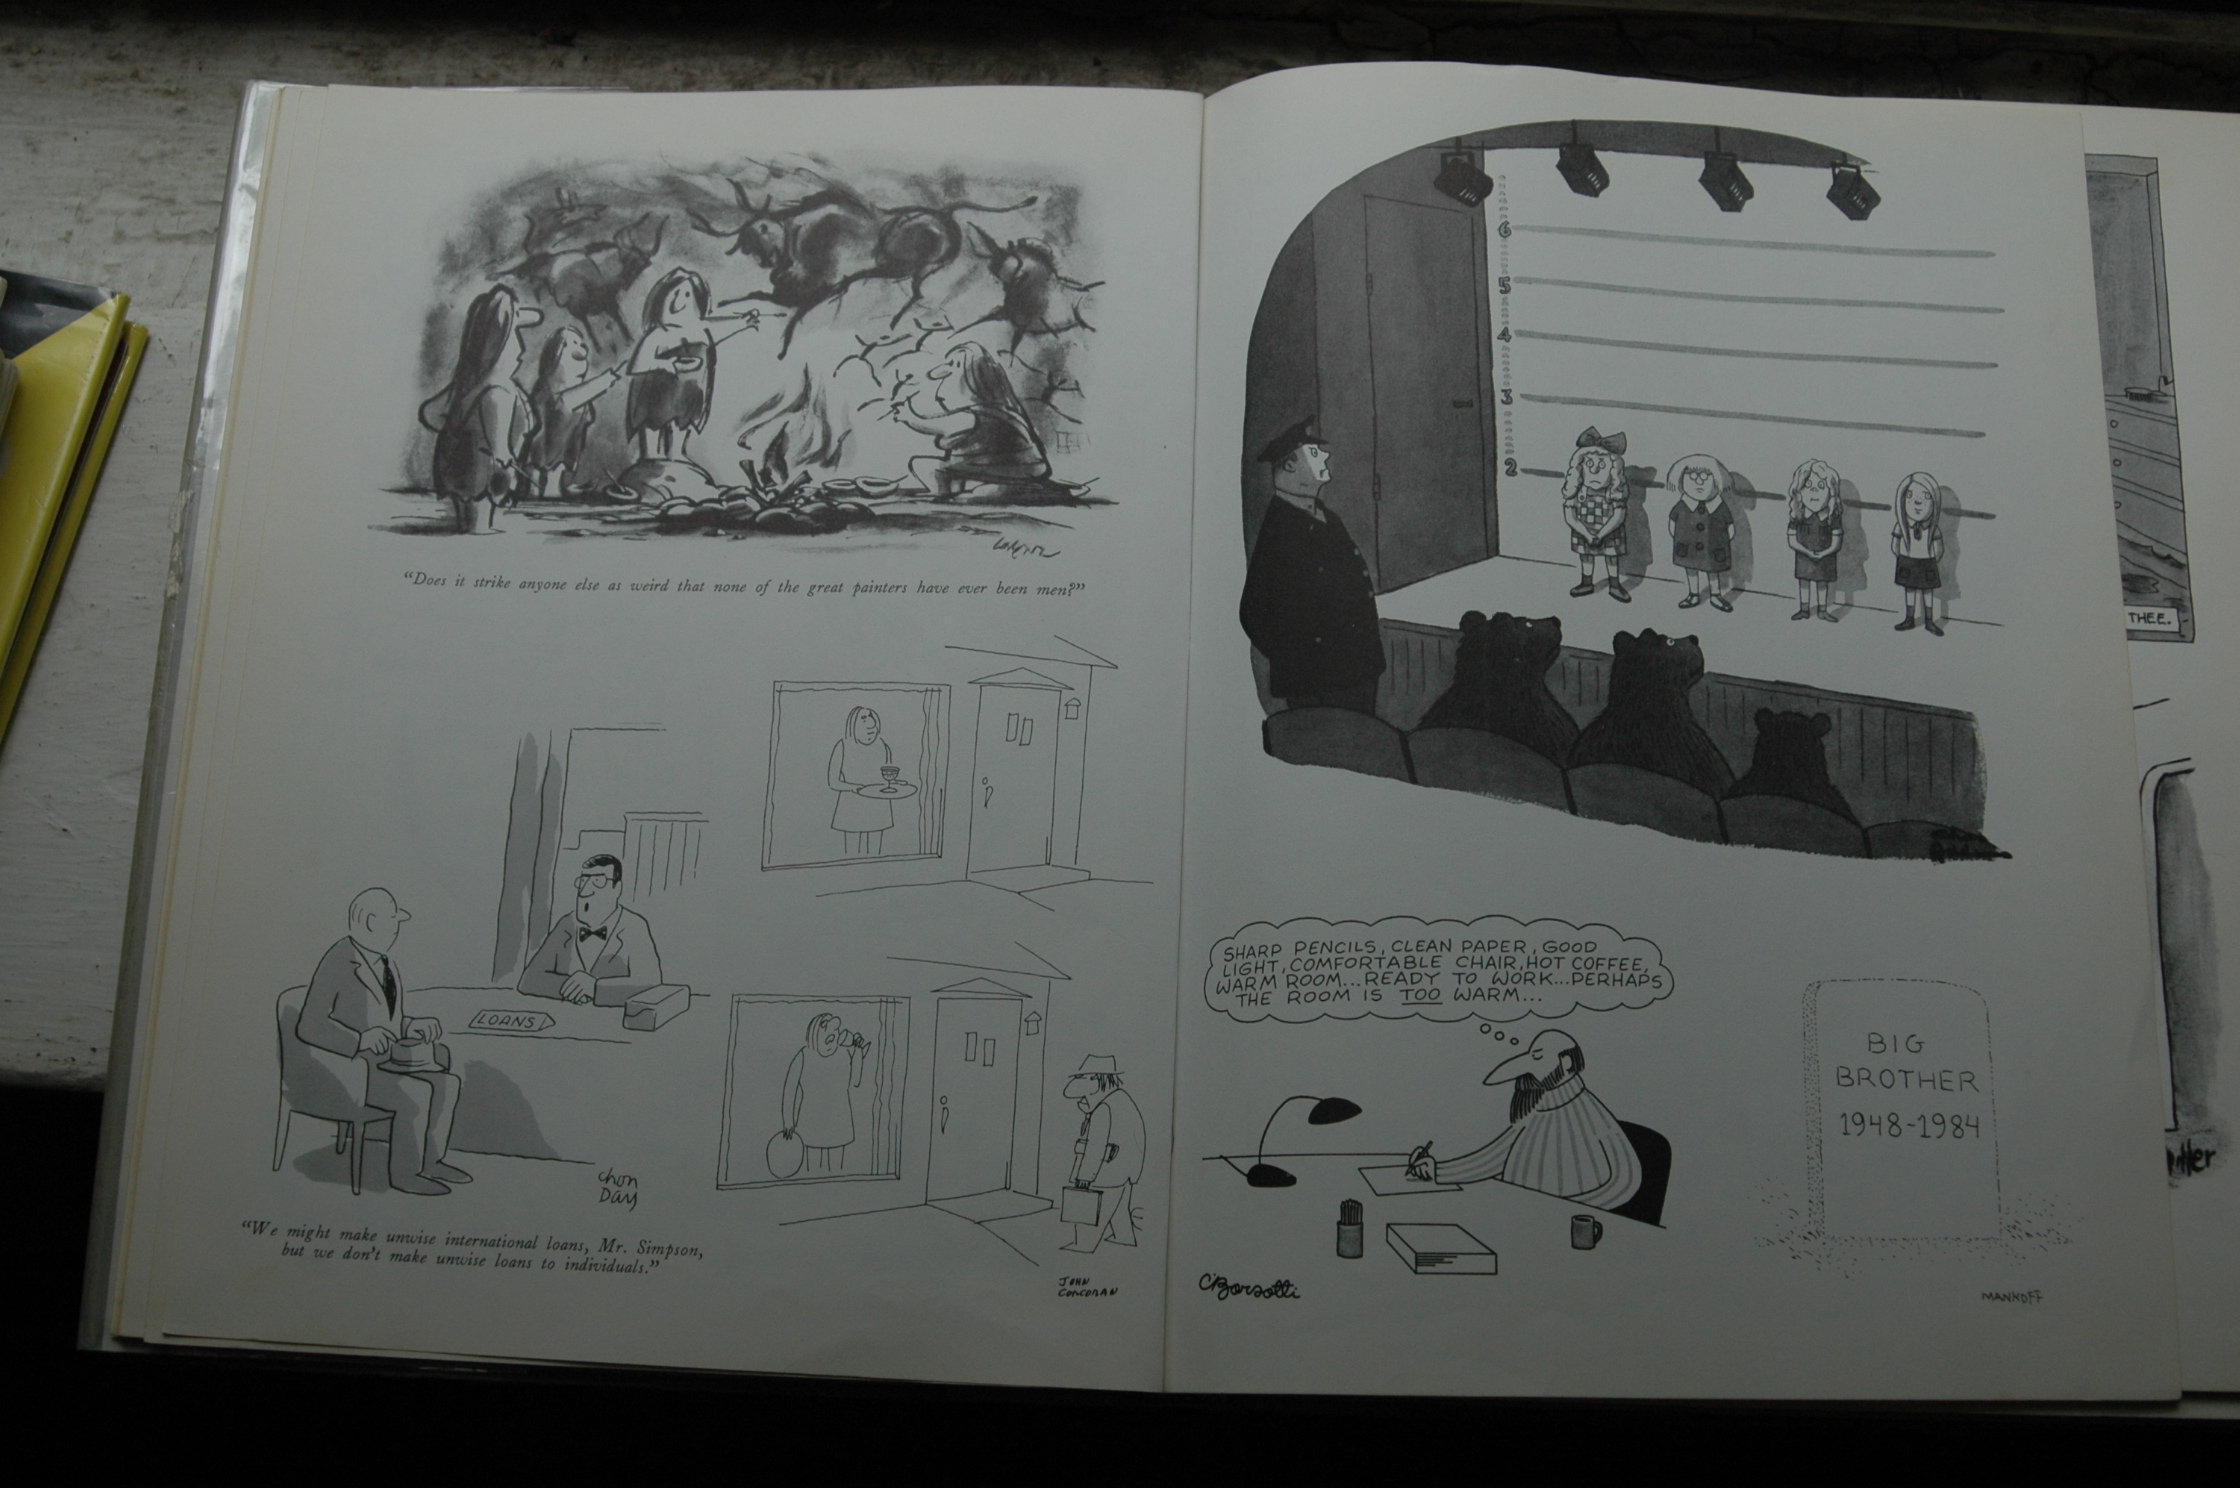 Lorenz
"Does it strike anyone else as weird that none of the great painters have ever been men?"
LOANS
Chon
Day
"We might make unwise international loans, Mr. Simpson,
but we don't make unwise loans to individuals."
JOHN
CORCORAN
6
5
4
3
2
SHARP PENCILS, CLEAN PAPER, GOOD
LIGHT, COMFORTABLE CHAIR, HOT COFFEE,
WARM ROOM...READY TO WORK...PERHAPS
THE ROOM IS TOO WARM...
C.Barsotti
BIG
BROTHER
1948-1984
MANKOFF
THEE.